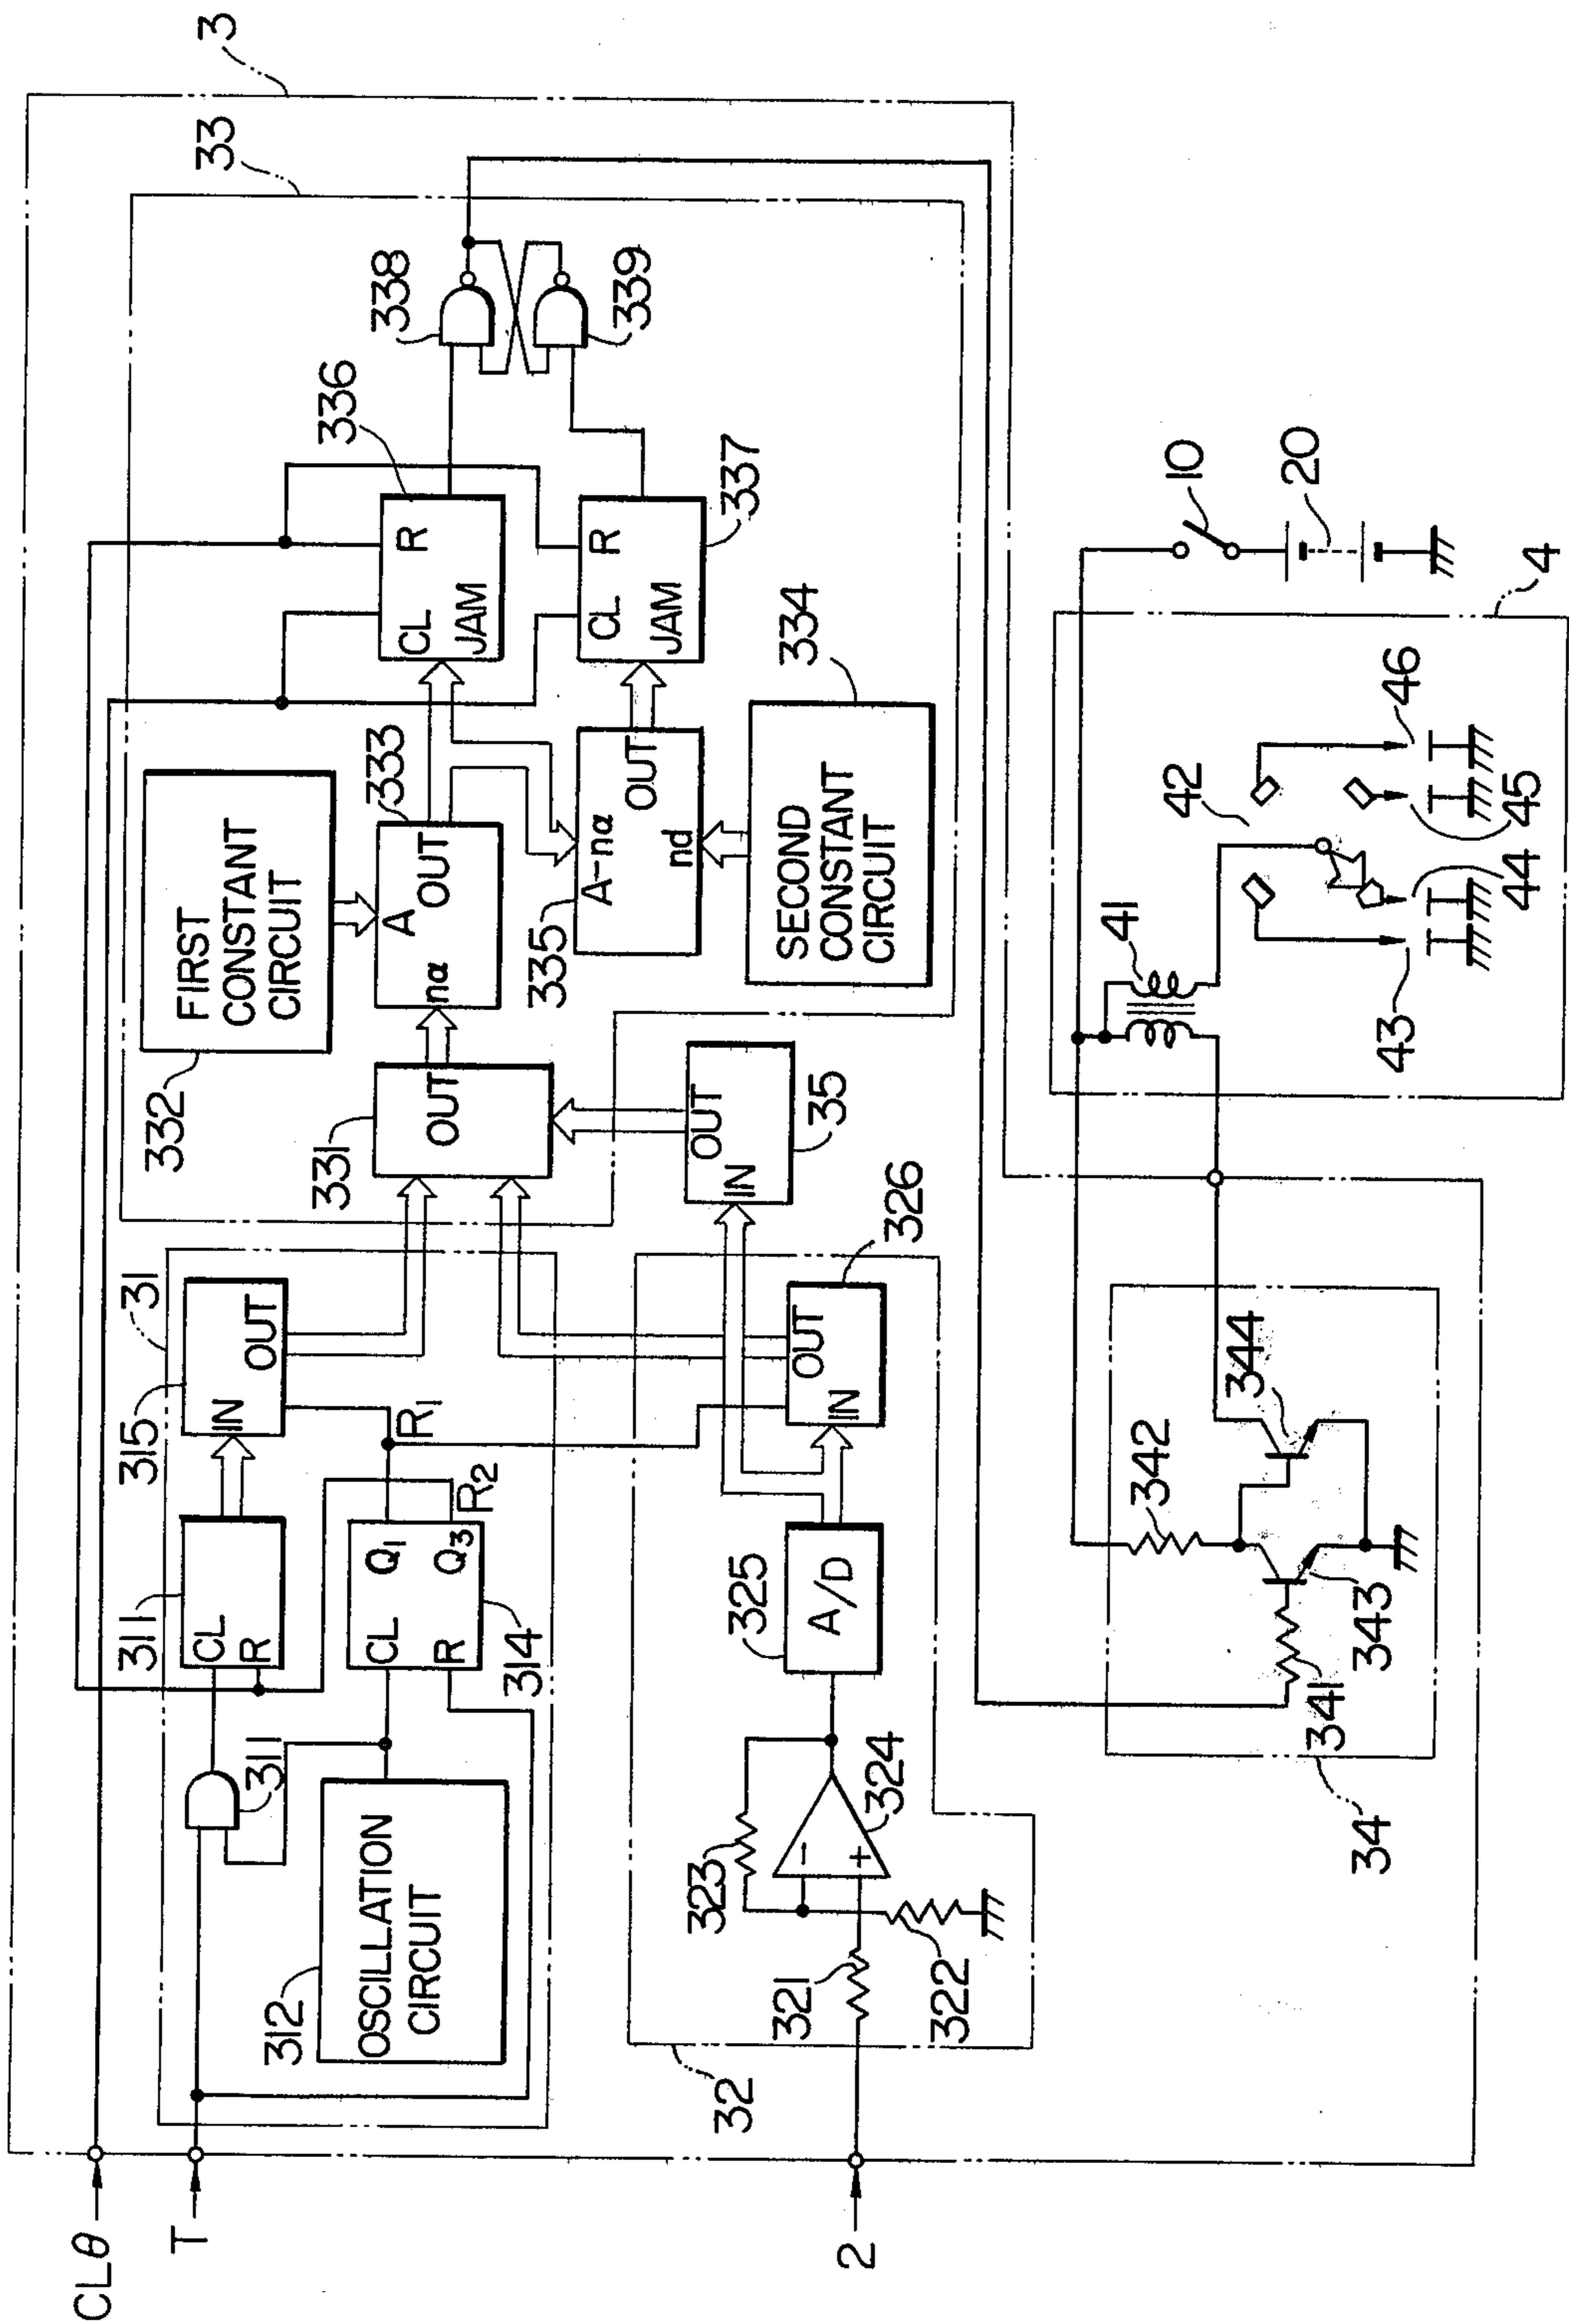 3
33
338
339
336
R
CL
JAM
337
R
CL
JAM
FIRST
CONSTANT
CIRCUIT
332
333
A
OUT
nα
335
A-nα
OUT
nd
334
SECOND
CONSTANT
CIRCUIT
331
OUT
35
OUT
IN
31
315
IN
OUT
R1
R2
311
CL
R
Q1
Q3
CL
R
314
311
312
OSCILLATION
CIRCUIT
326
OUT
IN
325
A/D
324
-
+
323
321
322
32
CLθ
T
2
10
20
4
41
42
43
44
45
46
342
344
343
341
34